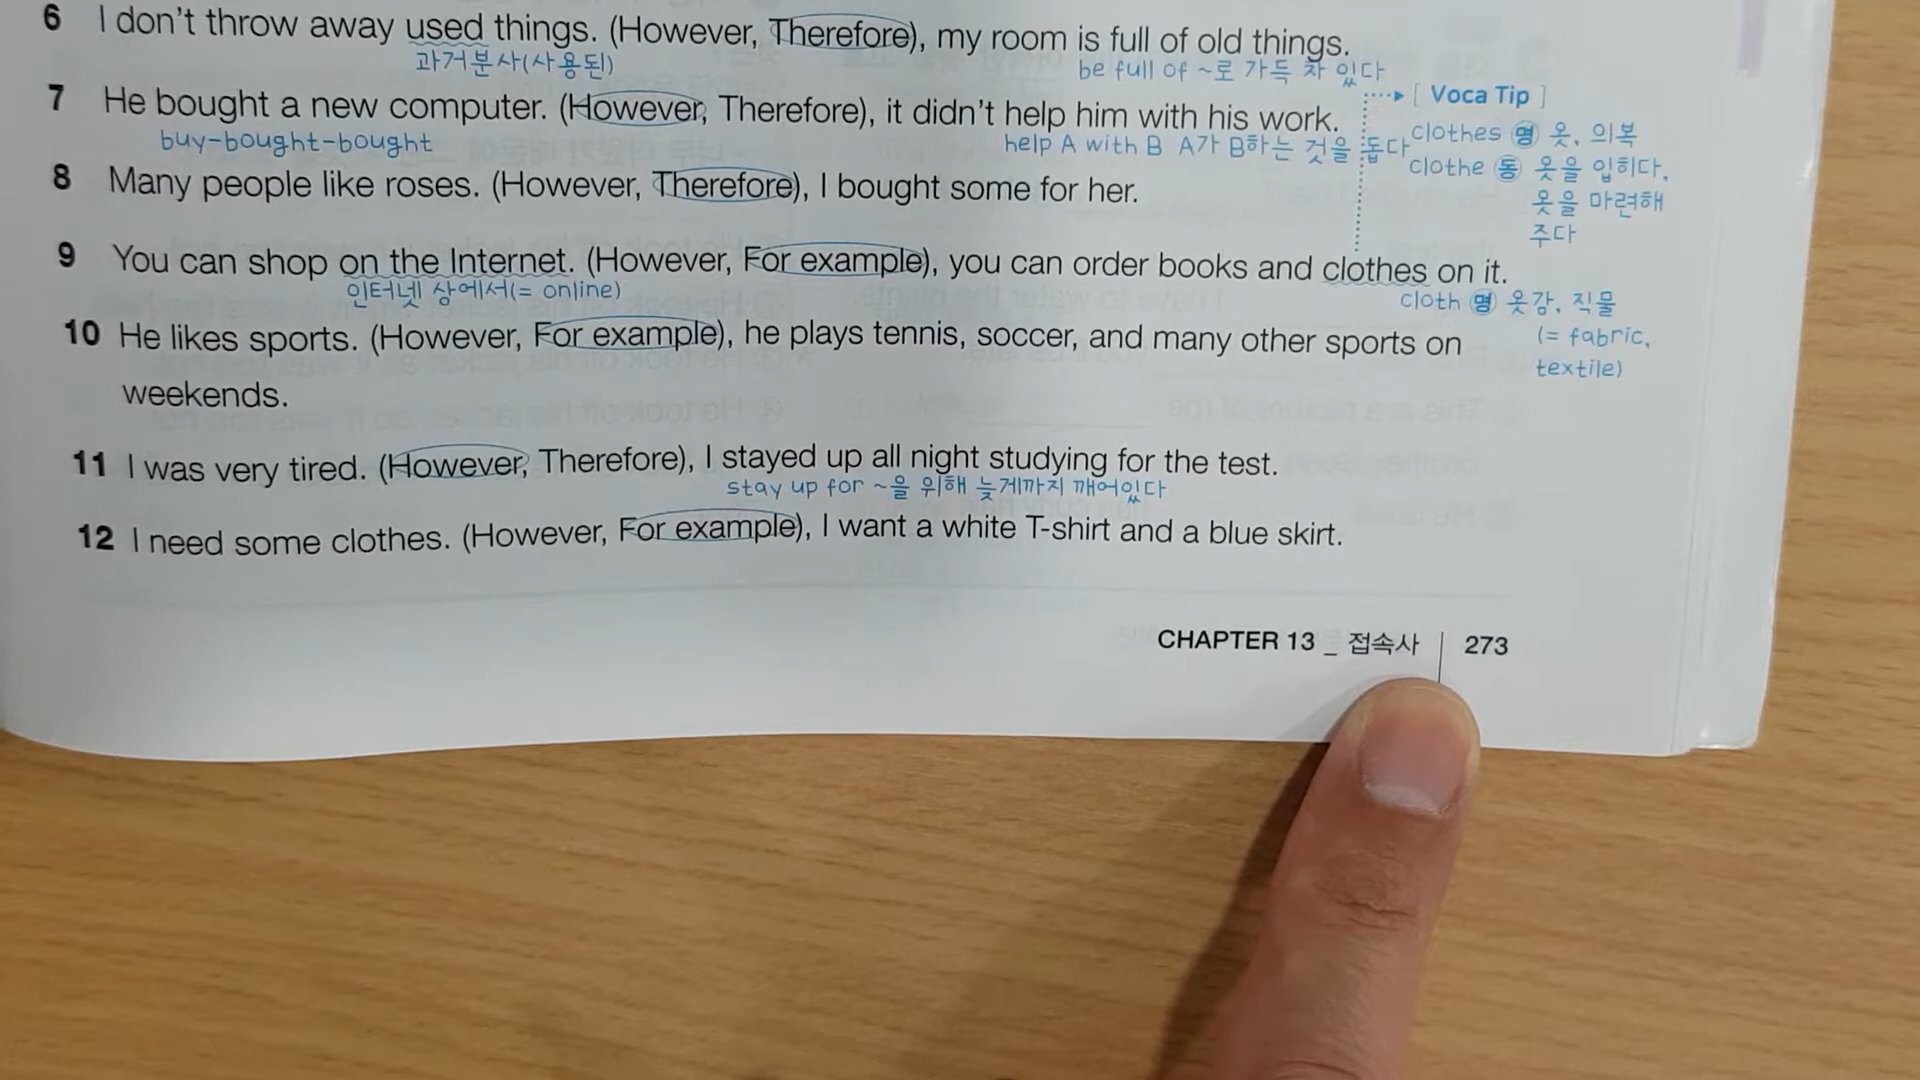 6 I don't throw away used things. (However, Therefore), my room is full of old things.
과거분사(사용된) be full of ~로 가득 차 있다
7 He bought a new computer. (However, Therefore), it didn't help him with his work.
[ Voca Tip ]
buy-bought-bought help A with B A가 B하는 것을 돕다
clothes 명 옷, 의복
clothe 동 옷을 입히다,
옷을 마련해
주다
8 Many people like roses. (However, Therefore), I bought some for her.
9 You can shop on the Internet. (However, For example), you can order books and clothes on it.
인터넷 상에서(= online)
cloth 명 옷감, 직물
(= fabric,
textile)
10 He likes sports. (However, For example), he plays tennis, soccer, and many other sports on
weekends.
11 I was very tired. (However, Therefore), I stayed up all night studying for the test.
stay up for ~을 위해 늦게까지 깨어있다
12 I need some clothes. (However, For example), I want a white T-shirt and a blue skirt.
CHAPTER 13 _ 접속사 273